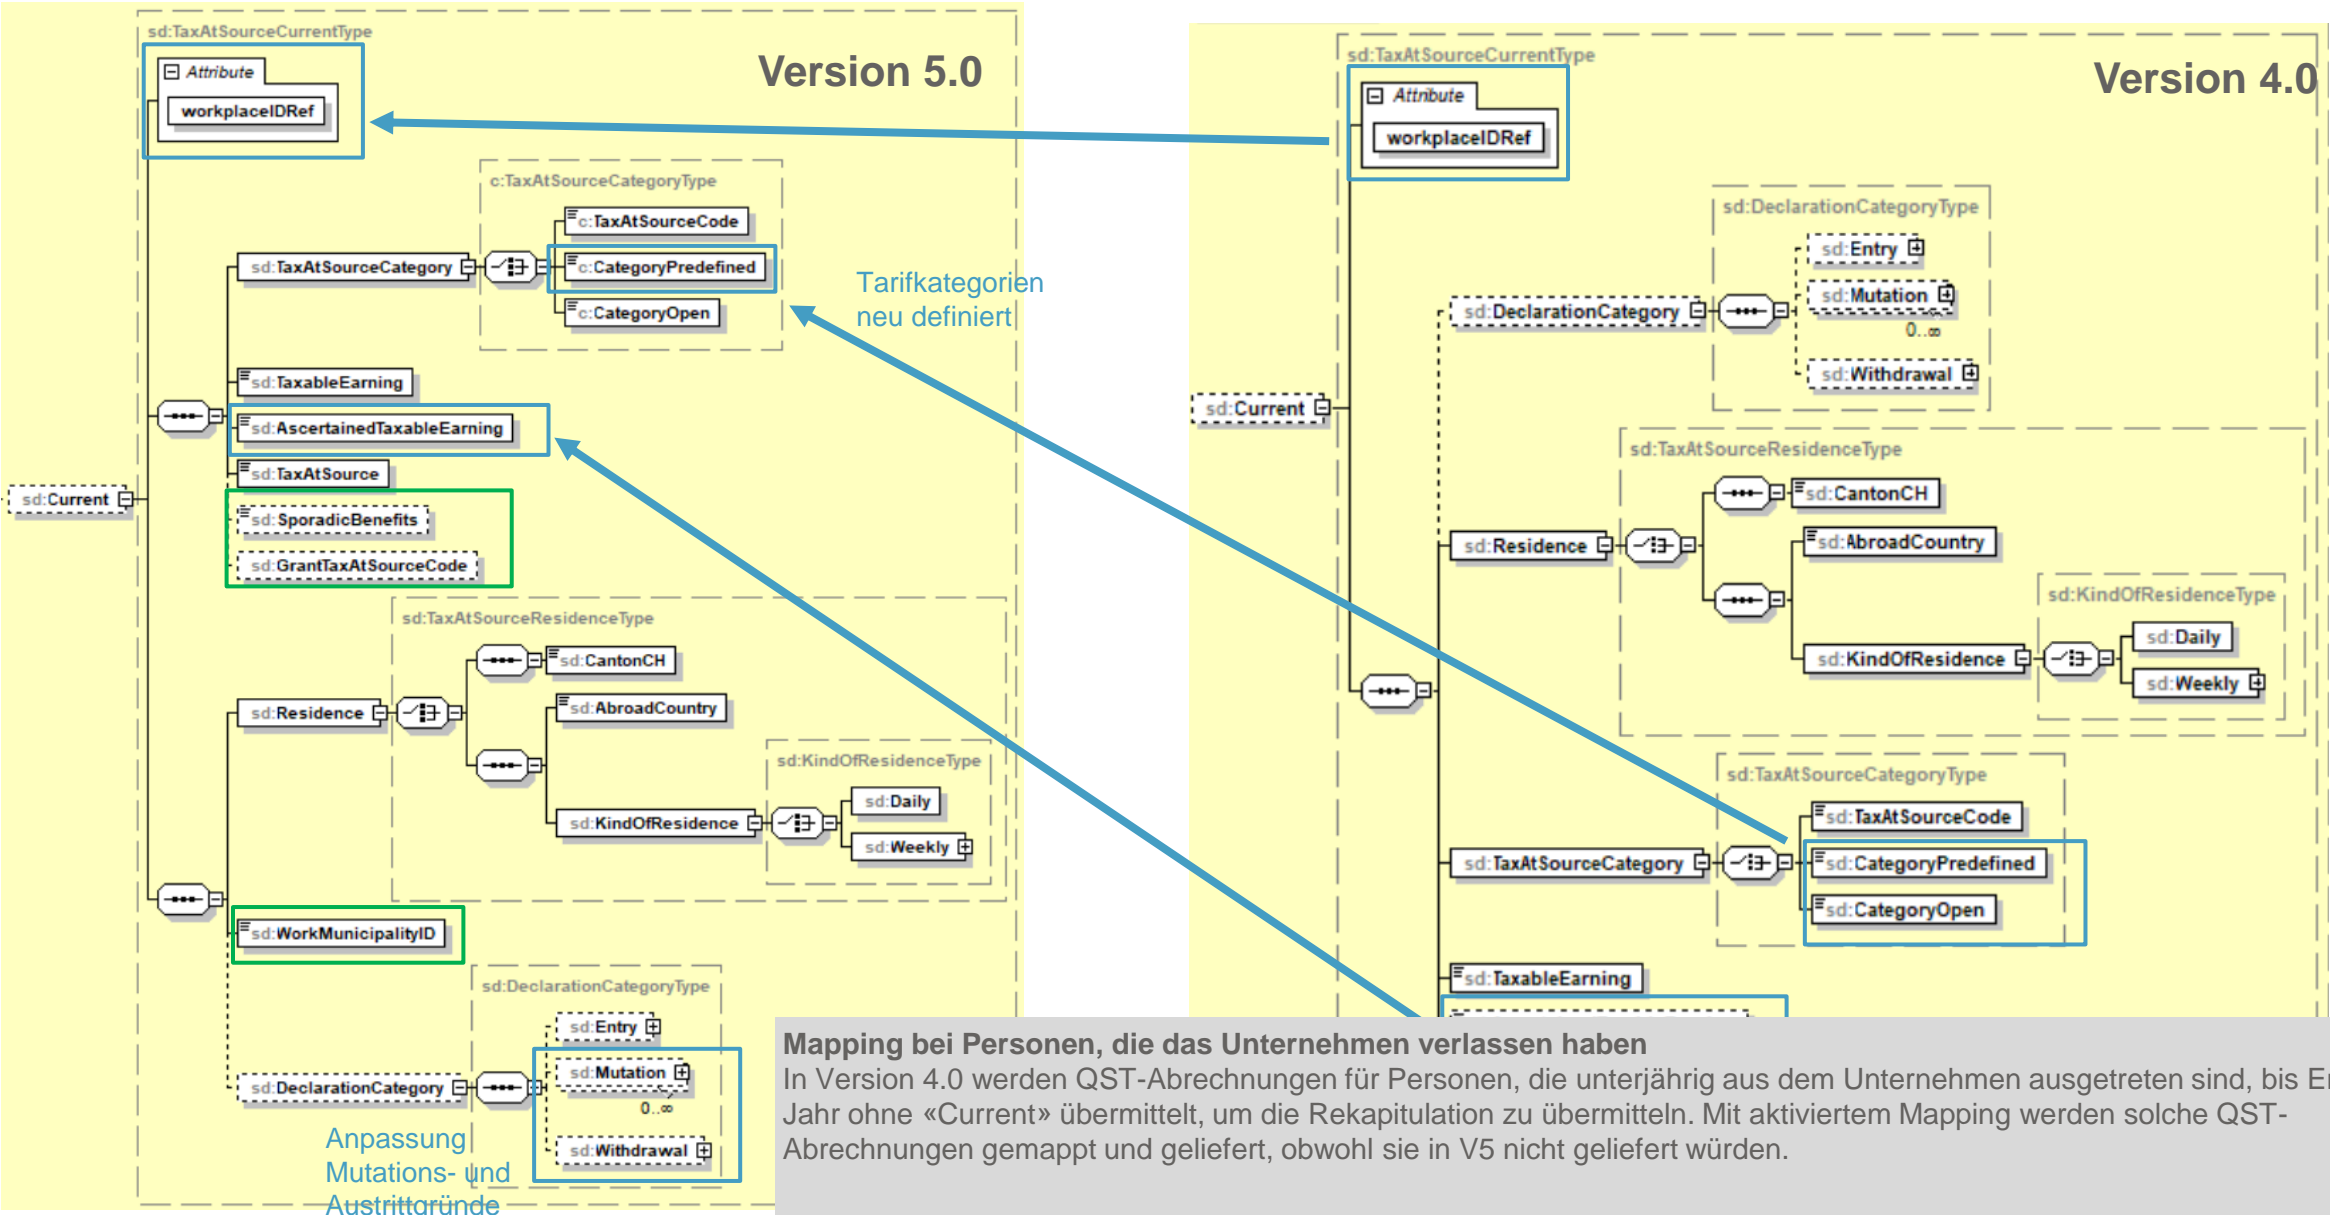 sd:TaxAtSourceCurrentType
Version 5.0
Attribute
workplaceIDRef
c:TaxAtSourceCategoryType
c:TaxAtSourceCode
sd:TaxAtSourceCategory
c:CategoryPredefined
c:CategoryOpen
Tarifkategorien
neu definiert
sd:TaxableEarning
sd:AscertainedTaxableEarning
sd:TaxAtSource
sd:Current
sd:SporadicBenefits
sd:GrantTaxAtSourceCode
sd:TaxAtSourceResidenceType
sd:CantonCH
sd:Residence
sd:AbroadCountry
sd:KindOfResidenceType
sd:Daily
sd:KindOfResidence
sd:Weekly
sd:WorkMunicipalityID
sd:DeclarationCategoryType
sd:Entry
sd:Mutation
sd:DeclarationCategory
0..∞
sd:Withdrawal
Anpassung
Mutations- und
Austrittgründe
sd:TaxAtSourceCurrentType
Version 4.0
Attribute
workplaceIDRef
sd:DeclarationCategoryType
sd:Entry
sd:Mutation
sd:DeclarationCategory
0..∞
sd:Withdrawal
sd:Current
sd:TaxAtSourceResidenceType
sd:CantonCH
sd:Residence
sd:AbroadCountry
sd:KindOfResidenceType
sd:Daily
sd:KindOfResidence
sd:Weekly
sd:TaxAtSourceCategoryType
sd:TaxAtSourceCode
sd:TaxAtSourceCategory
sd:CategoryPredefined
sd:CategoryOpen
sd:TaxableEarning
Mapping bei Personen, die das Unternehmen verlassen haben
In Version 4.0 werden QST-Abrechnungen für Personen, die unterjährig aus dem Unternehmen ausgetreten sind, bis
Jahr ohne «Current» übermittelt, um die Rekapitulation zu übermitteln. Mit aktiviertem Mapping werden solche QST-
Abrechnungen gemappt und geliefert, obwohl sie in V5 nicht geliefert würden.